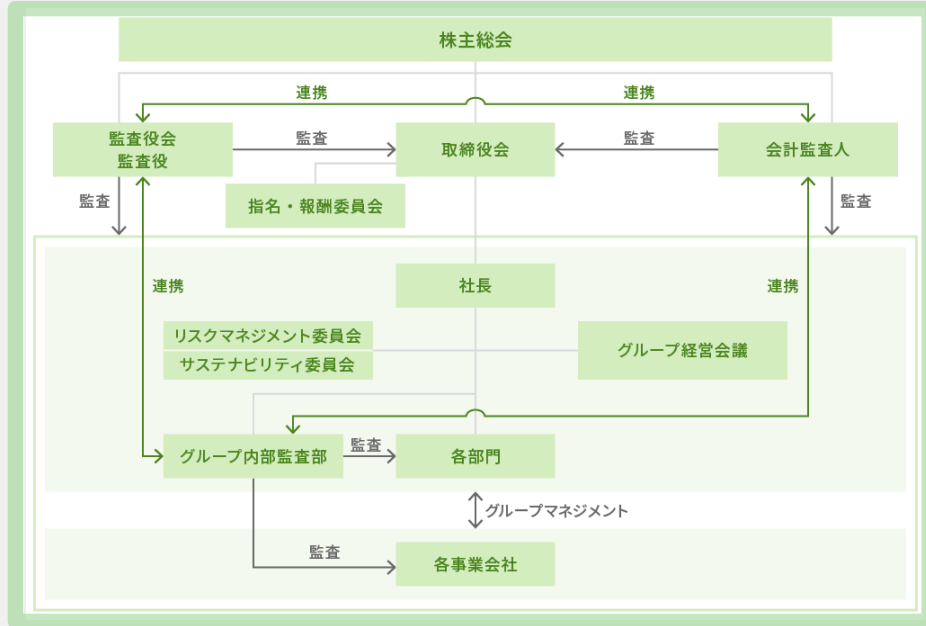 株主総会
連携
連携
監査役会
監査役
監査
取締役会
監査
会計監査人
監査
指名・報酬委員会
監査
社長
連携
連携
リスクマネジメント委員会
サステナビリティ委員会
グループ経営会議
グループ内部監査部
監査
各部門
グループマネジメント
監査
各事業会社